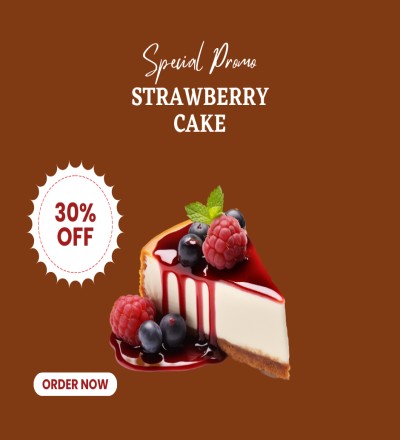 Special Promo
STRAWBERRY
CAKE
30%
OFF
ORDER NOW